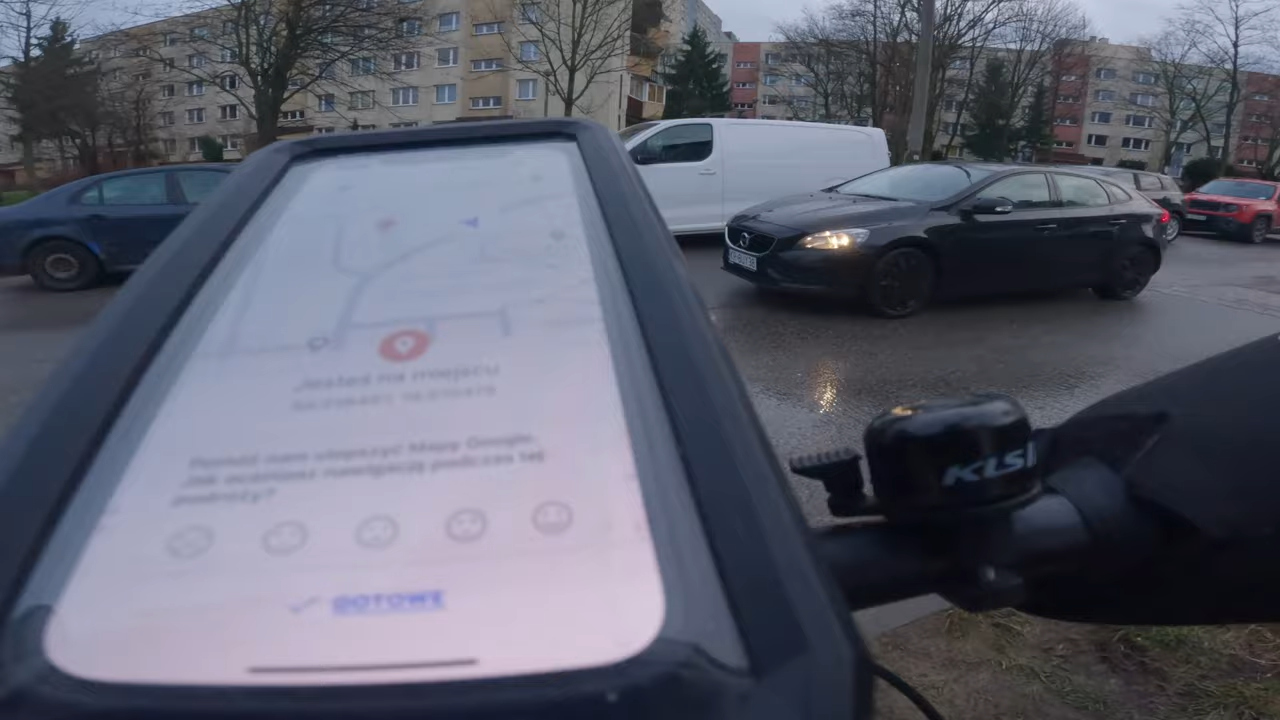 Jesteś na miejscu
Pomóż nam ulepszyć Mapy Google.
Jak oceniasz nawigację podczas tej
podróży?
GOTOWE
KLS